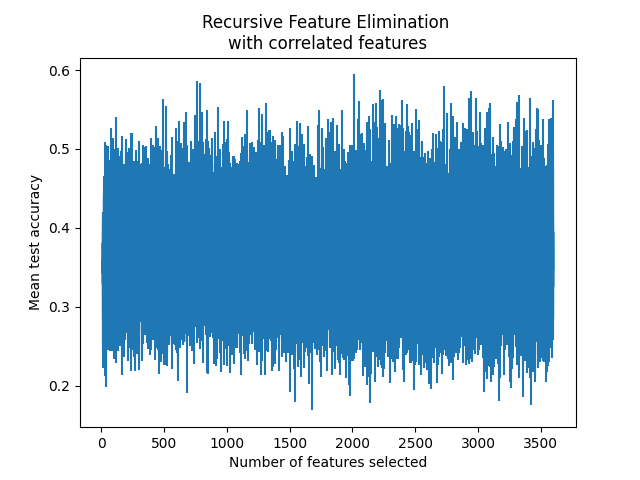 Recursive Feature Elimination
with correlated features
0.6
0.5
0.4
0.3
0.2
Mean test accuracy
0 500 1000 1500 2000 2500 3000 3500
Number of features selected